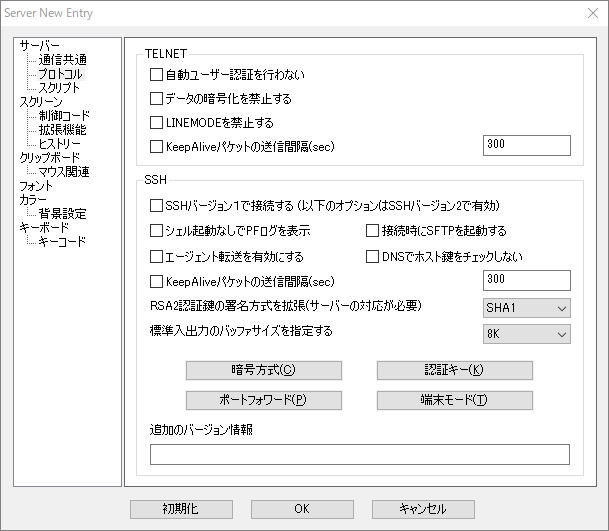 Server New Entry
サーバー
通信共通
プロトコル
スクリプト
スクリーン
制御コード
拡張機能
ヒストリー
クリップボード
マウス関連
フォント
カラー
背景設定
キーボード
キーコード
TELNET
自動ユーザー認証を行わない
データの暗号化を禁止する
LINEMODEを禁止する
KeepAliveパケットの送信間隔(sec) 300
SSH
SSHバージョン1で接続する (以下のオプションはSSHバージョン2で有効)
シェル起動なしでPFログを表示 接続時にSFTPを起動する
エージェント転送を有効にする DNSでホスト鍵をチェックしない
KeepAliveパケットの送信間隔(sec) 300
RSA2認証鍵の署名方式を拡張(サーバーの対応が必要) SHA1
標準入出力のバッファサイズを指定する 8K
暗号方式(C) 認証キー(K)
ポートフォワード(P) 端末モード(T)
追加のバージョン情報
初期化 OK キャンセル